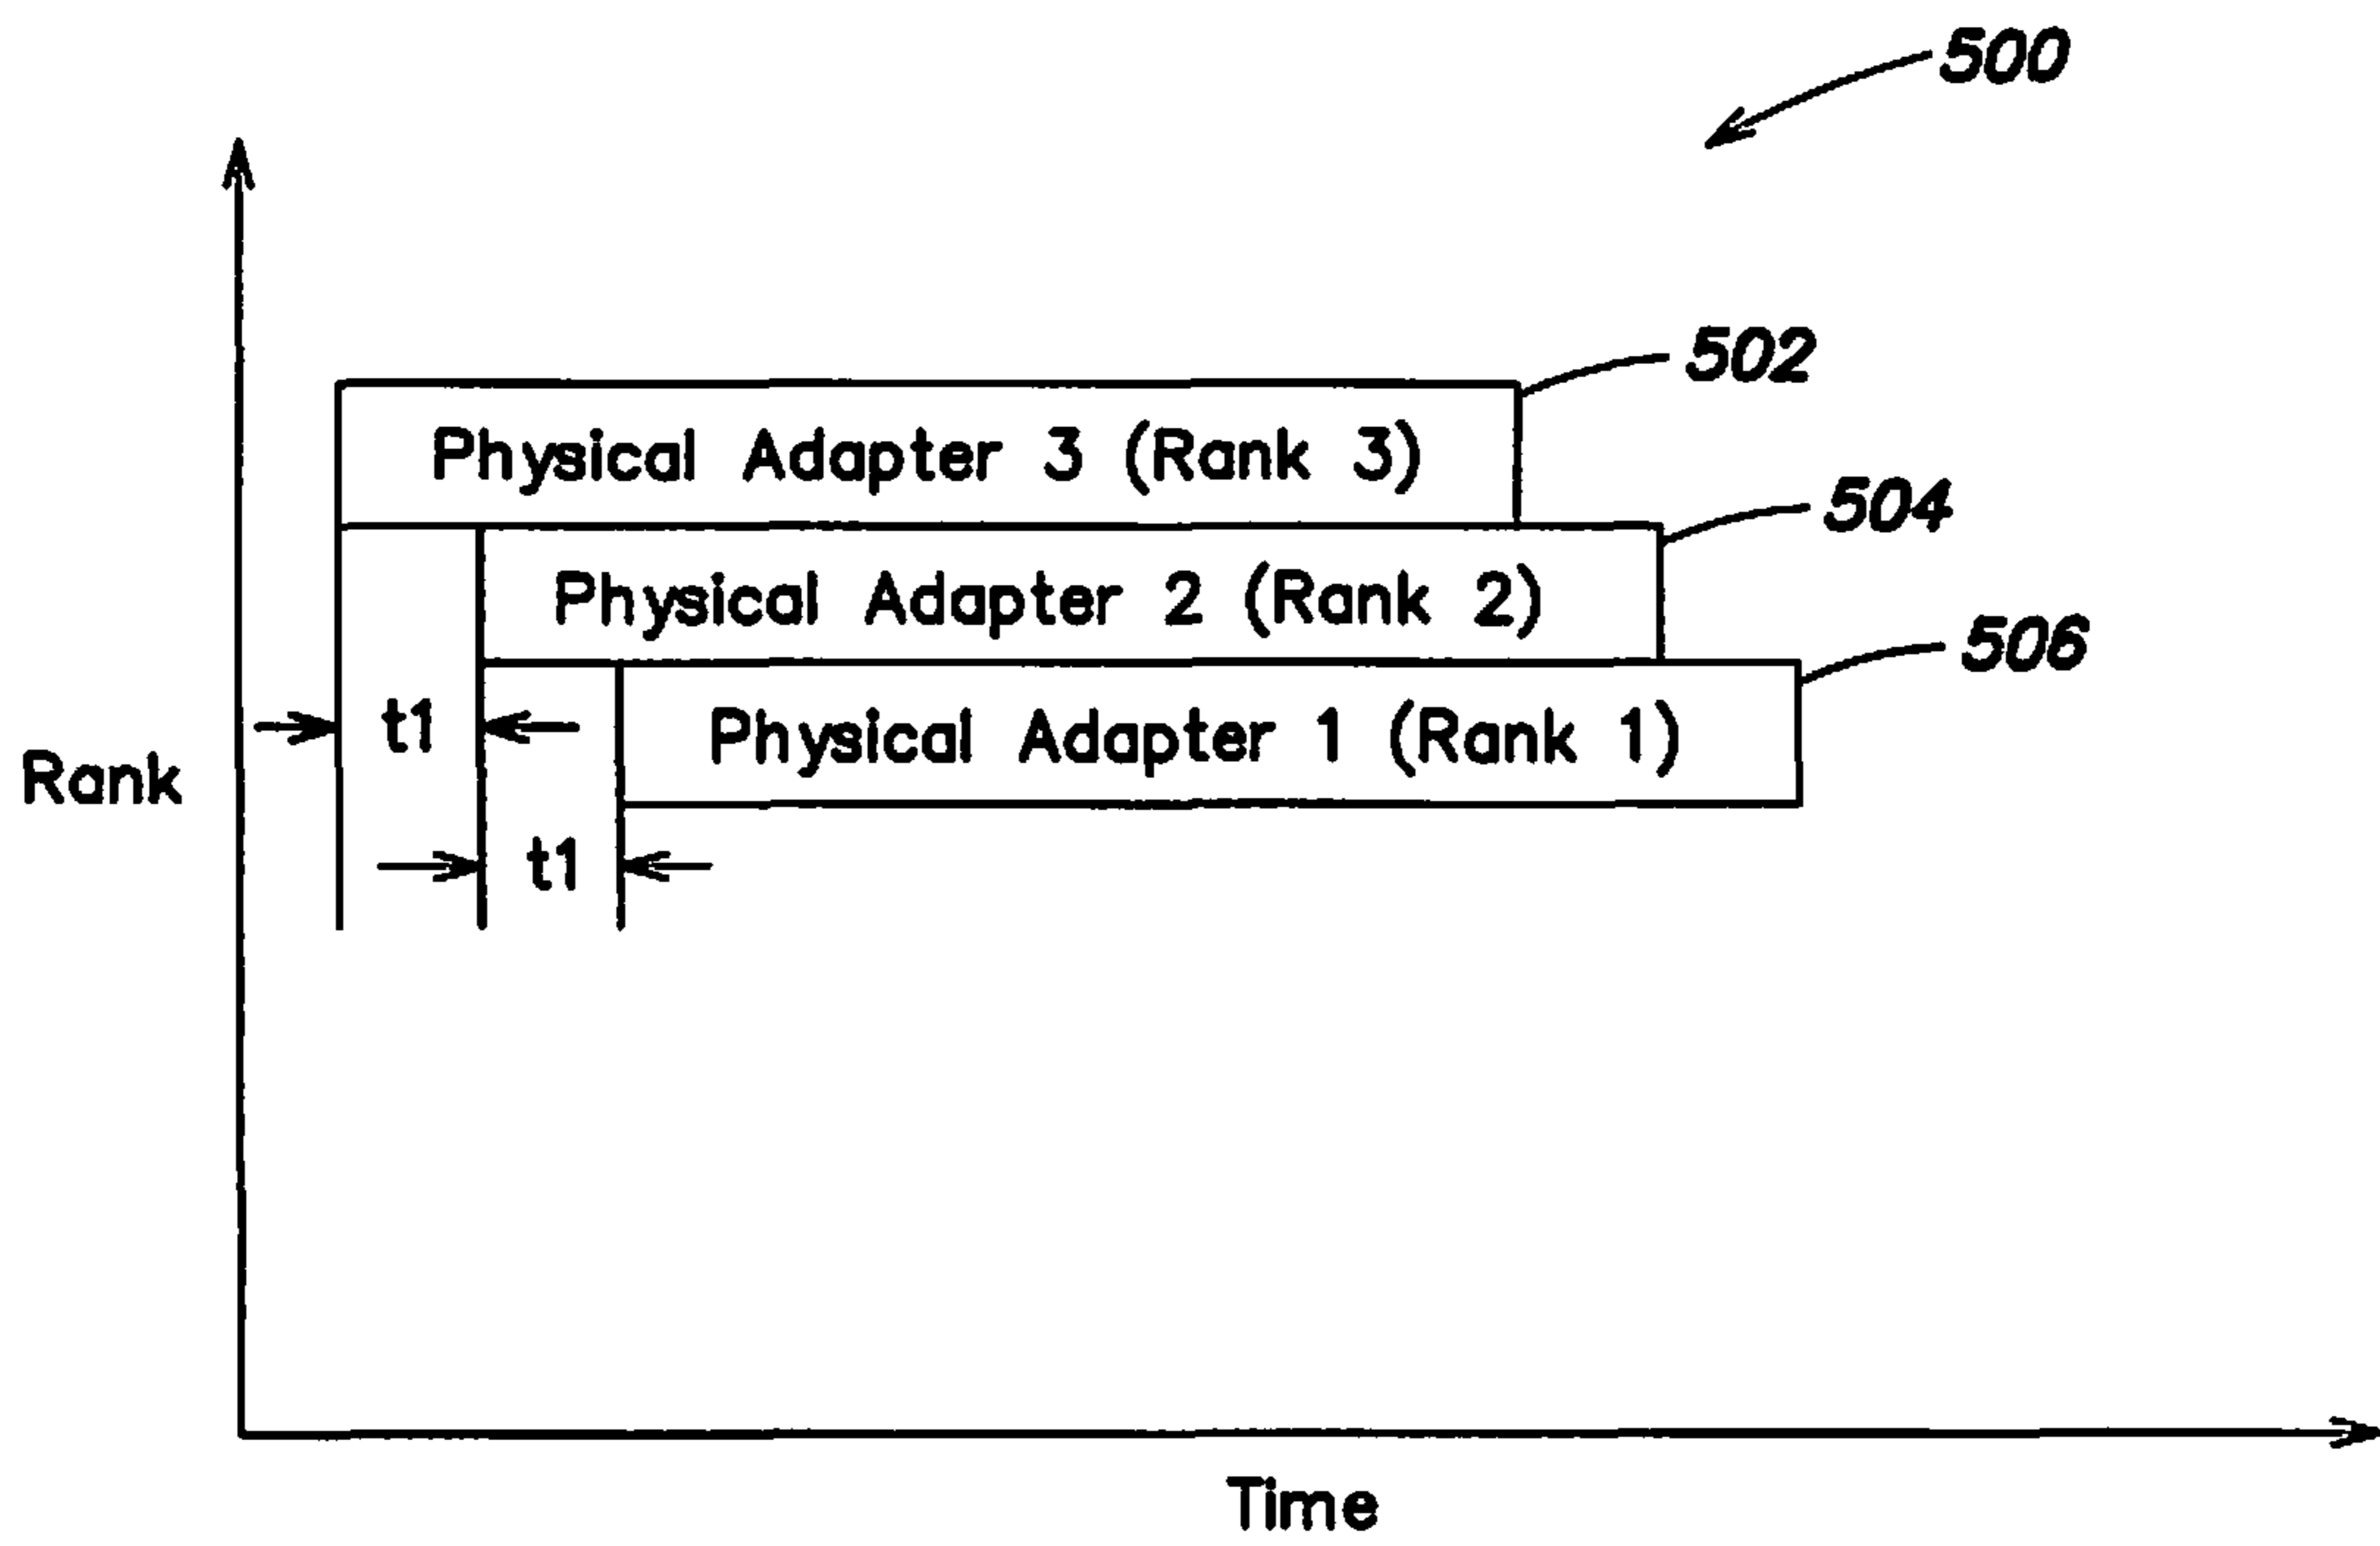 500
502
Physical Adapter 3 (Rank 3)
504
Physical Adapter 2 (Rank 2)
506
t1
Physical Adapter 1 (Rank 1)
Rank
t1
Time